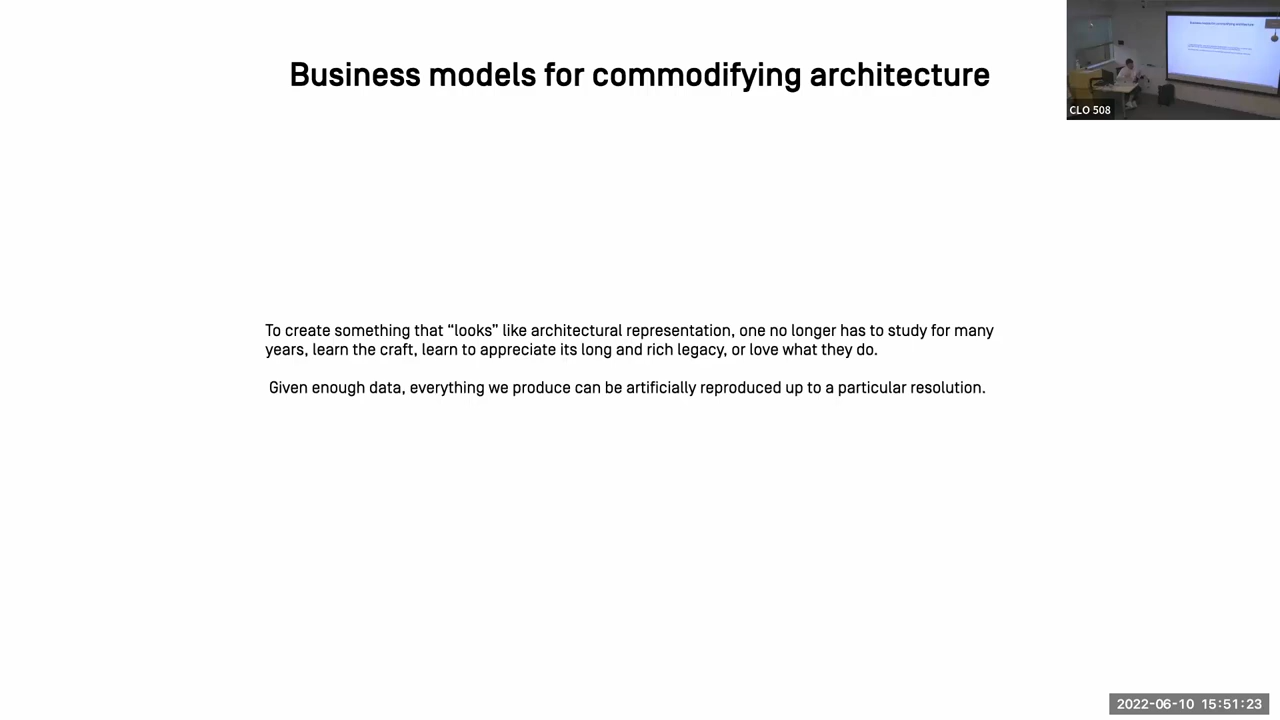 Business models for commodifying architecture
CLO 508
To create something that “looks” like architectural representation, one no longer has to study for many
years, learn the craft, learn to appreciate its long and rich legacy, or love what they do.
Given enough data, everything we produce can be artificially reproduced up to a particular resolution.
2022-06-10 15:51:23